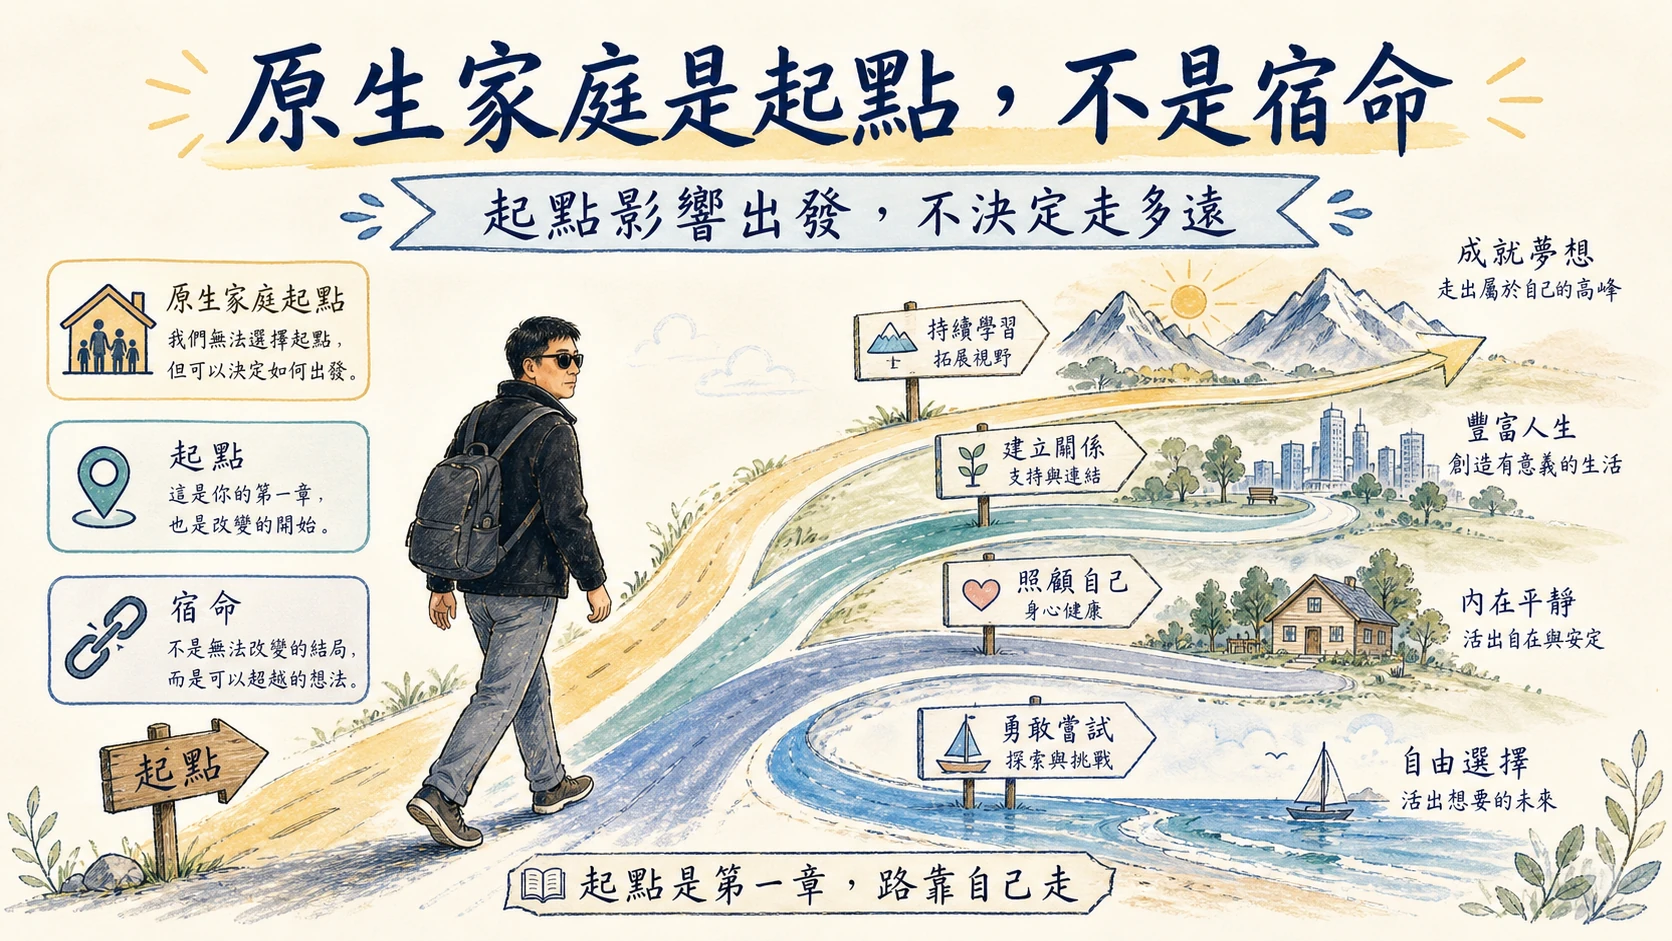 原生家庭是起點，不是宿命
起點影響出發，不決定走多遠
原生家庭起點
我們無法選擇起點，
但可以決定如何出發。
起點
這是你的第一章，
也是改變的開始。
宿命
不是無法改變的結局，
而是可以超越的想法。
起點
持續學習
拓展視野
成就夢想
走出屬於自己的高峰
建立關係
支持與連結
豐富人生
創造有意義的生活
照顧自己
身心健康
內在平靜
活出自在與安定
勇敢嘗試
探索與挑戰
自由選擇
活出想要的未來
起點是第一章，路靠自己走